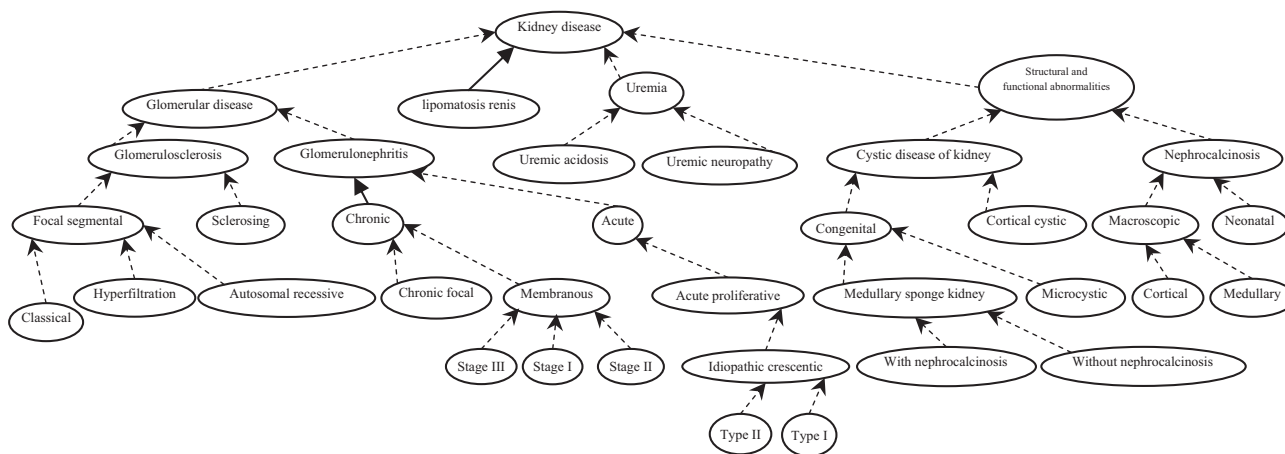 Kidney disease
Structural and
functional abnormalities
Glomerular disease
lipomatosis renis
Uremia
Glomerulosclerosis
Glomerulonephritis
Uremic acidosis
Uremic neuropathy
Cystic disease of kidney
Nephrocalcinosis
Focal segmental
Sclerosing
Chronic
Acute
Congenital
Cortical cystic
Macroscopic
Neonatal
Classical
Hyperfiltration
Autosomal recessive
Chronic focal
Membranous
Acute proliferative
Medullary sponge kidney
Microcystic
Cortical
Medullary
Stage III
Stage I
Stage II
Idiopathic crescentic
With nephrocalcinosis
Without nephrocalcinosis
Type II
Type I